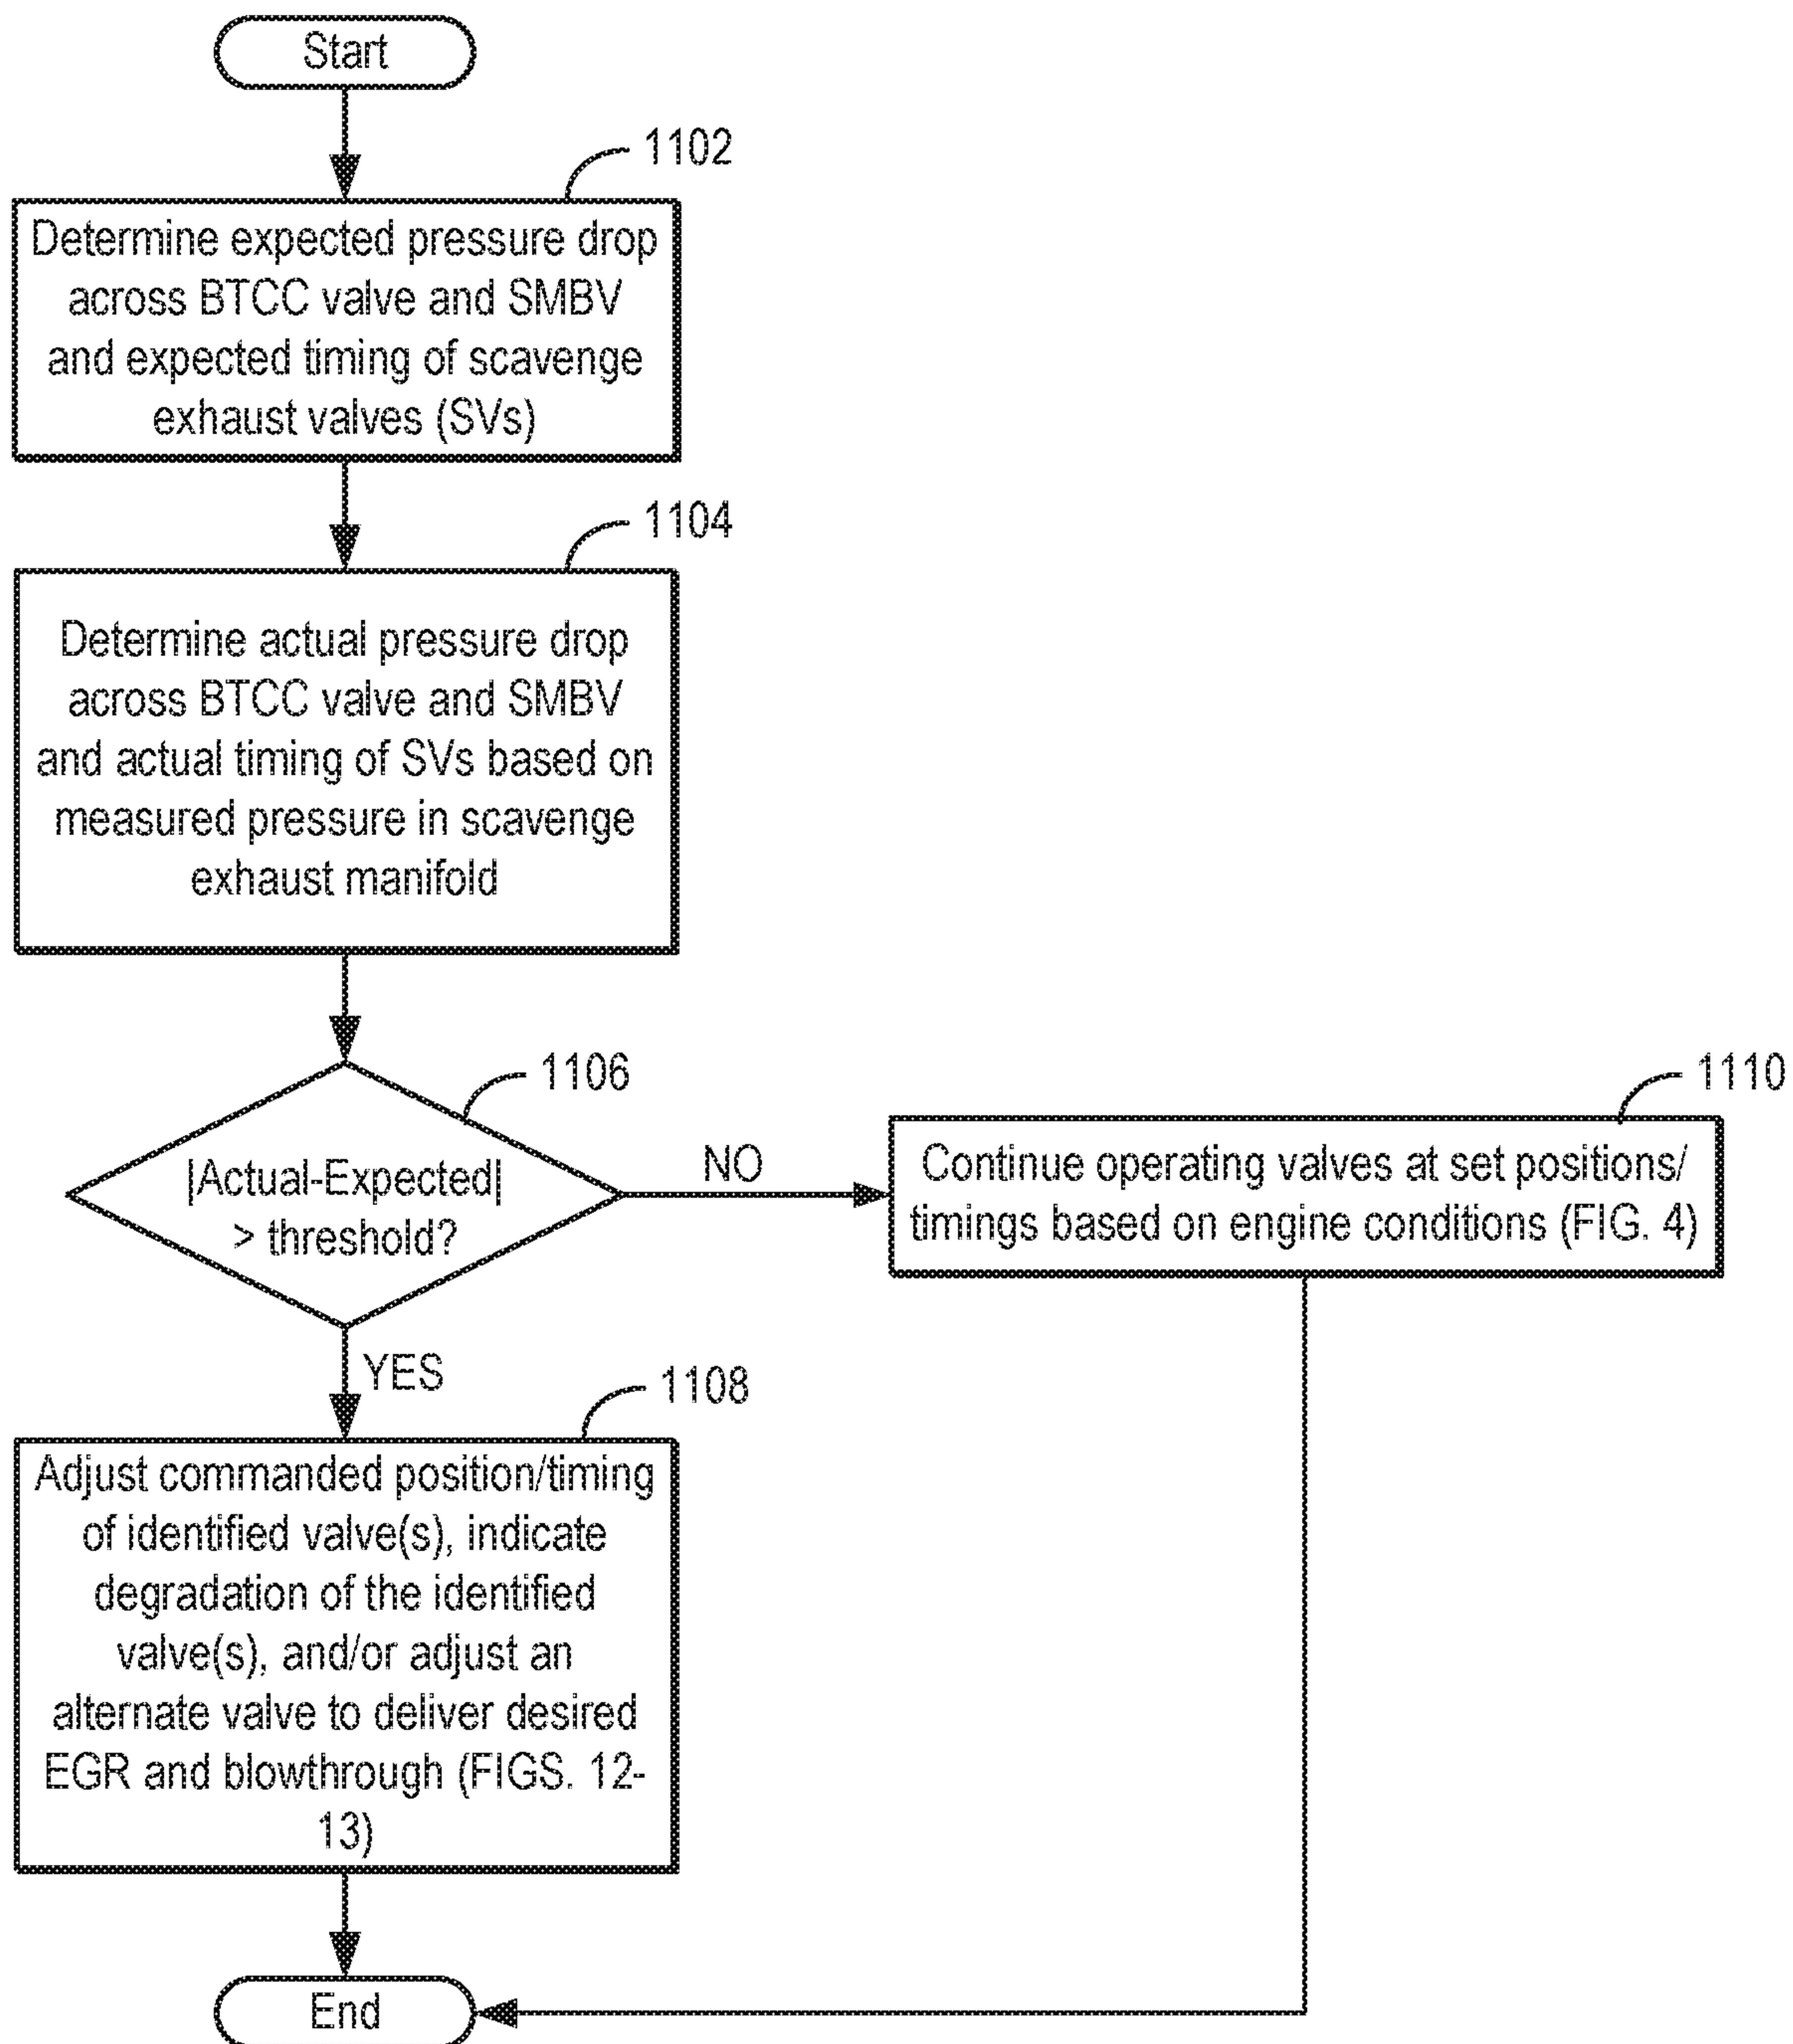 Start
1102
Determine expected pressure drop
across BTCC valve and SMBV
and expected timing of scavenge
exhaust valves (SVs)
1104
Determine actual pressure drop
across BTCC valve and SMBV
and actual timing of SVs based on
measured pressure in scavenge
exhaust manifold
1106
|Actual-Expected|
> threshold?
NO
1110
Continue operating valves at set positions/
timings based on engine conditions (FIG. 4)
YES
1108
Adjust commanded position/timing
of identified valve(s), indicate
degradation of the identified
valve(s), and/or adjust an
alternate valve to deliver desired
EGR and blowthrough (FIGS. 12-
13)
End